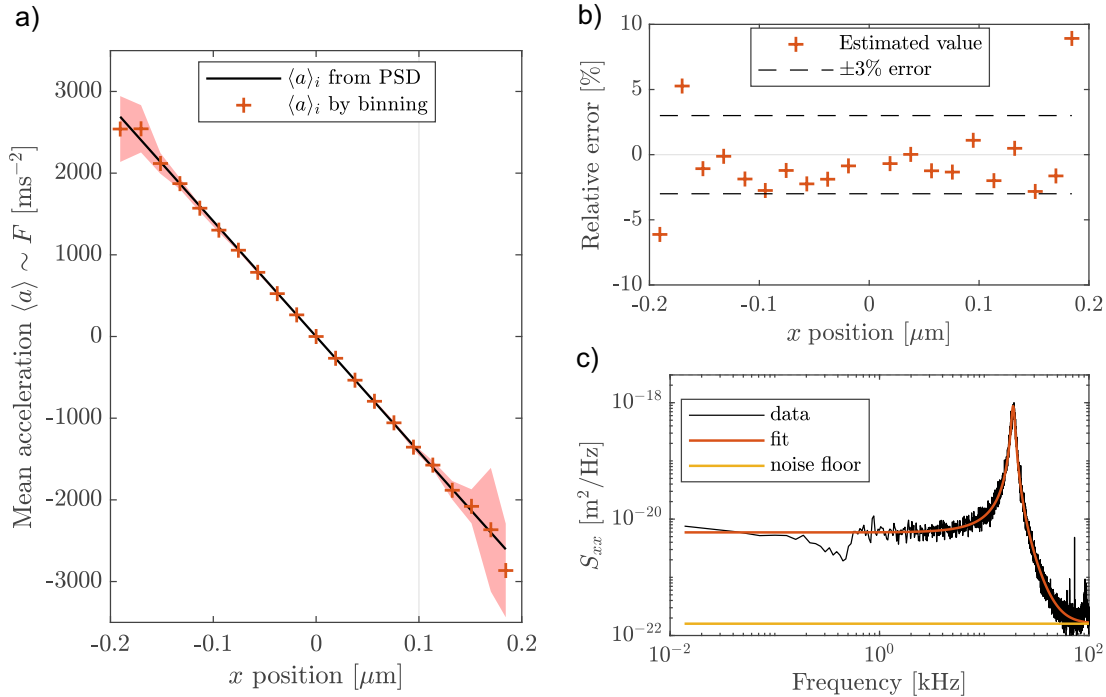 a)
⟨a⟩ᵢ from PSD
⟨a⟩ᵢ by binning
3000
2000
1000
0
-1000
-2000
-3000
Mean acceleration ⟨a⟩ ∼ F [ms⁻²]
-0.2
-0.1
0
0.1
0.2
x position [μm]
b)
Estimated value
±3% error
10
5
0
-5
-10
Relative error [%]
-0.2
-0.1
0
0.1
0.2
x position [μm]
c)
data
fit
noise floor
10⁻¹⁸
10⁻²⁰
10⁻²²
Sₓₓ [m²/Hz]
10⁻²
10⁰
10²
Frequency [kHz]